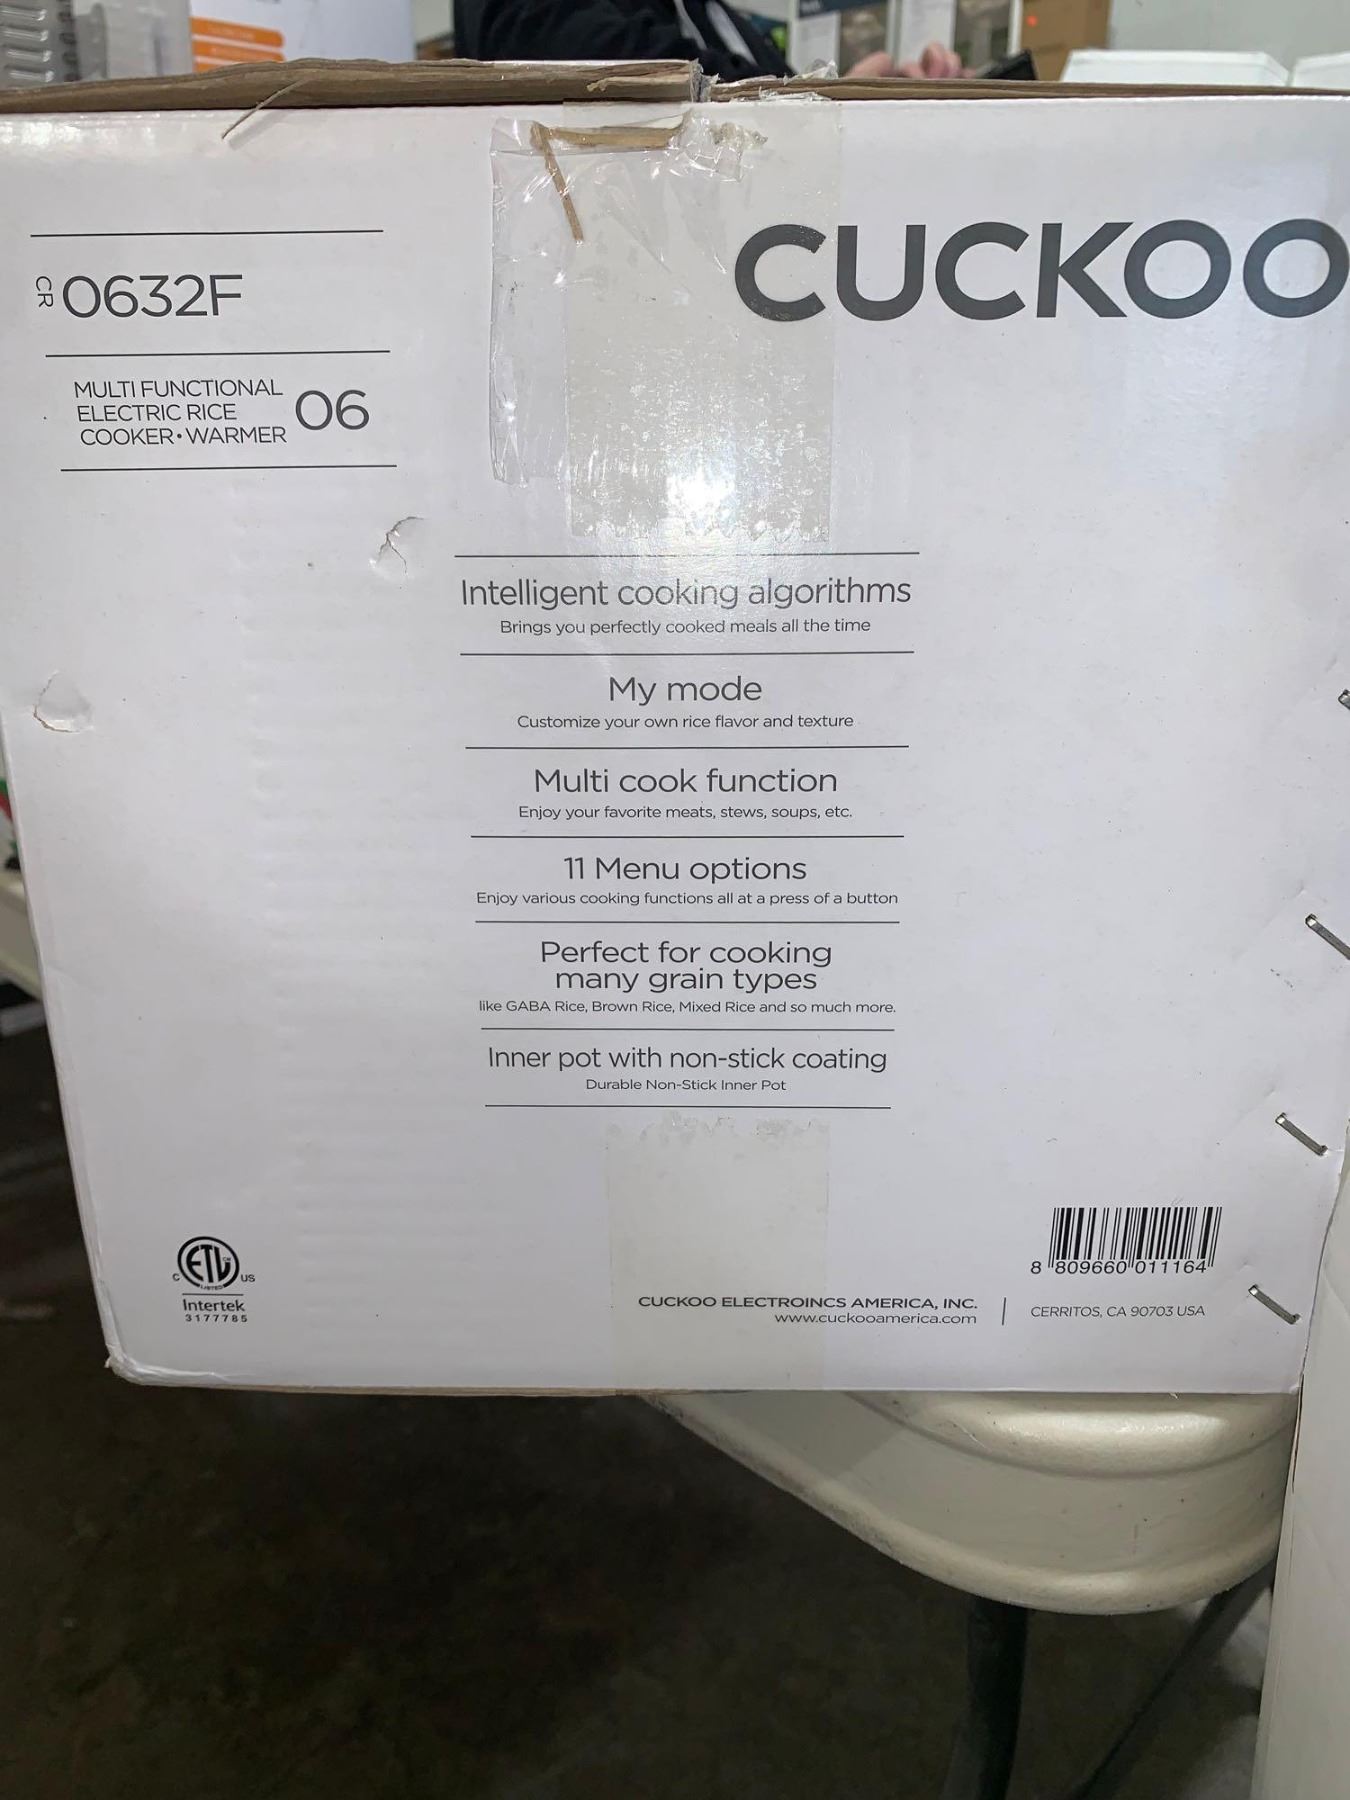 CUCKOO
CR 0632F
MULTI FUNCTIONAL
ELECTRIC RICE
COOKER•WARMER
06
Intelligent cooking algorithms
Brings you perfectly cooked meals all the time
My mode
Customize your own rice flavor and texture
Multi cook function
Enjoy your favorite meats, stews, soups, etc.
11 Menu options
Enjoy various cooking functions all at a press of a button
Perfect for cooking
many grain types
like GABA Rice, Brown Rice, Mixed Rice and so much more.
Inner pot with non-stick coating
Durable Non-Stick Inner Pot
ETL CM
C US
LISTED
Intertek
3177785
8 809660 011164
CUCKOO ELECTROINCS AMERICA, INC.
www.cuckooamerica.com
CERRITOS, CA 90703 USA